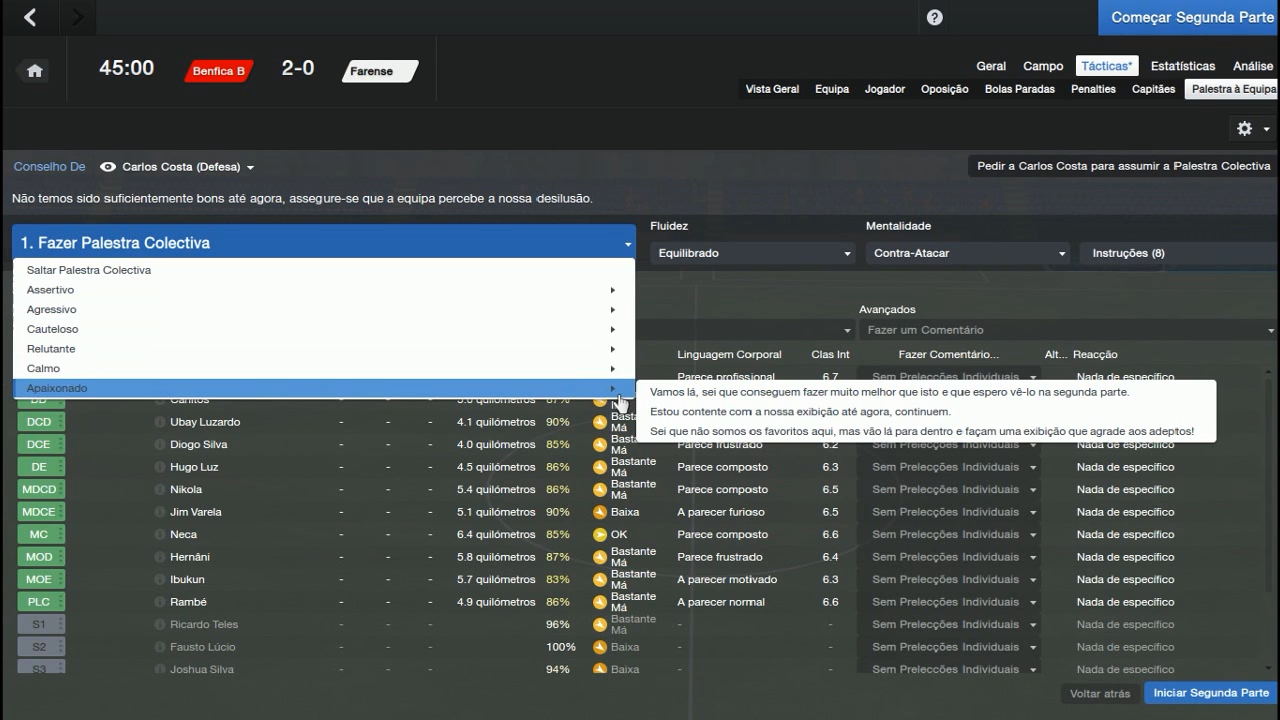 Começar Segunda Parte
45:00 Benfica B 2-0 Farense
Geral Campo Tácticas* Estatísticas Análise
Vista Geral Equipa Jogador Oposição Bolas Paradas Penalties Capitães Palestra à Equipa
Conselho De Carlos Costa (Defesa) Pedir a Carlos Costa para assumir a Palestra Colectiva
Não temos sido suficientemente bons até agora, assegure-se que a equipa percebe a nossa desilusão.
1. Fazer Palestra Colectiva
Fluidez Mentalidade
Equilibrado Contra-Atacar Instruções (8)
Saltar Palestra Colectiva
Assertivo
Agressivo
Cauteloso
Relutante
Calmo
Apaixonado
Vamos lá, sei que conseguem fazer muito melhor que isto e que espero vê-lo na segunda parte.
Estou contente com a nossa exibição até agora, continuem.
Sei que não somos os favoritos aqui, mas vão lá para dentro e façam uma exibição que agrade aos adeptos!
Avançados
Fazer um Comentário
Linguagem Corporal Clas Int Fazer Comentário... Alt... Reacção
Parece profissional 6.7 Sem Prelecções Individuais Nada de específico
DD Carlitos - - - 5.6 quilómetros 87%
DCD Ubay Luzardo - - - 4.1 quilómetros 90% Bastante Má
DCE Diogo Silva - - - 4.0 quilómetros 85% Bastante Má Parece frustrado 6.2 Sem Prelecções Individuais Nada de específico
DE Hugo Luz - - - 4.5 quilómetros 86% Bastante Má Parece composto 6.3 Sem Prelecções Individuais Nada de específico
MDCD Nikola - - - 5.4 quilómetros 86% Bastante Má Parece composto 6.5 Sem Prelecções Individuais Nada de específico
MDCE Jim Varela - - - 5.1 quilómetros 90% Baixa A parecer furioso 6.5 Sem Prelecções Individuais Nada de específico
MC Neca - - - 6.4 quilómetros 85% OK Parece composto 6.6 Sem Prelecções Individuais Nada de específico
MOD Hernâni - - - 5.8 quilómetros 87% Bastante Má Parece frustrado 6.4 Sem Prelecções Individuais Nada de específico
MOE Ibukun - - - 5.7 quilómetros 83% Bastante Má A parecer motivado 6.3 Sem Prelecções Individuais Nada de específico
PLC Rambé - - - 4.9 quilómetros 86% Bastante Má A parecer normal 6.6 Sem Prelecções Individuais Nada de específico
S1 Ricardo Teles - - - 96% Bastante Má - - Sem Prelecções Individuais Nada de específico
S2 Fausto Lúcio - - - 100% Baixa - - Sem Prelecções Individuais Nada de específico
S3 Joshua Silva - - - 94% Baixa - - Sem Prelecções Individuais Nada de específico
Voltar atrás Iniciar Segunda Parte